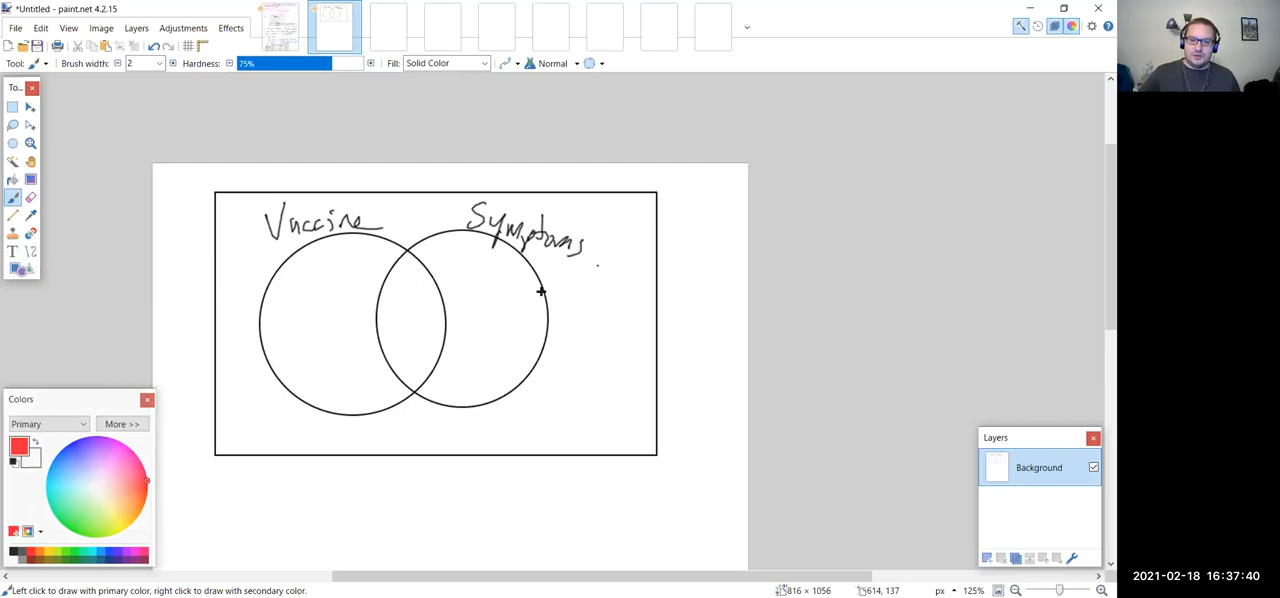 *Untitled - paint.net 4.2.15
File Edit View Image Layers Adjustments Effects
Tool: Brush width: 2 Hardness: 75% Fill: Solid Color Normal
To...
Vaccine Symptoms
Colors
Primary More >>
Layers
Background
Left click to draw with primary color, right click to draw with secondary color. 816 × 1056 614, 137 px 125%
2021-02-18 16:37:40